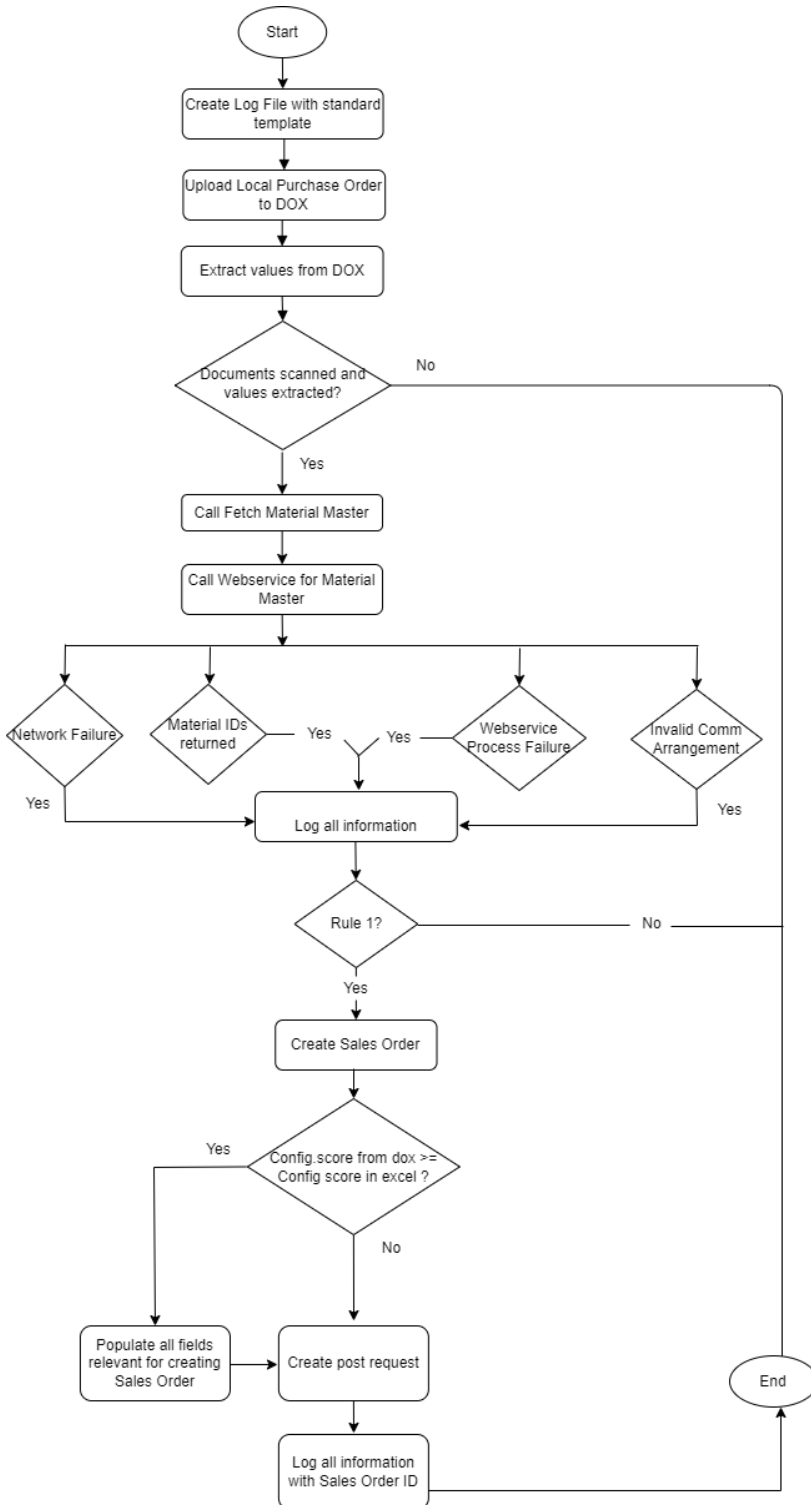 Start
Create Log File with standard
template
Upload Local Purchase Order
to DOX
Extract values from DOX
Documents scanned and
values extracted?
No
Yes
Call Fetch Material Master
Call Webservice for Material
Master
Network Failure
Material IDs
returned
Yes
Yes
Webservice
Process Failure
Invalid Comm
Arrangement
Yes
Log all information
Yes
Rule 1?
No
Yes
Create Sales Order
Yes
Config.score from dox >=
Config score in excel ?
No
Populate all fields
relevant for creating
Sales Order
Create post request
End
Log all information
with Sales Order ID